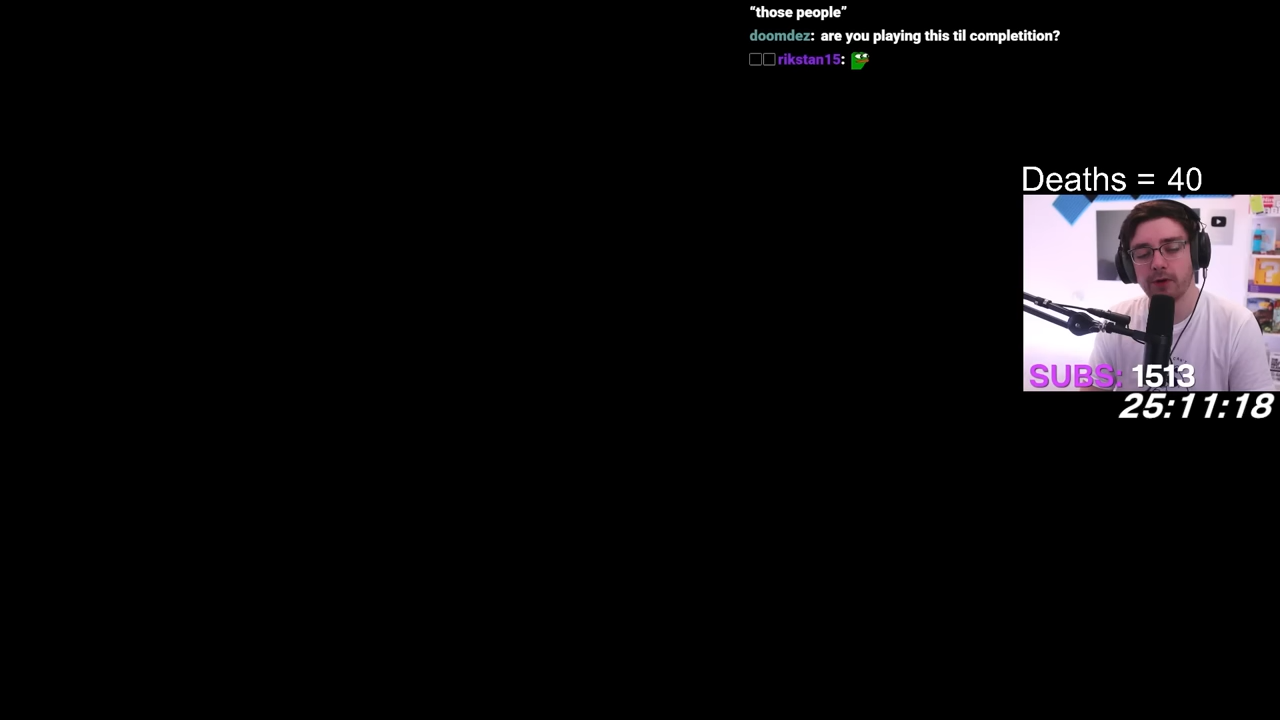 “those people”
doomdez: are you playing this til completition?
rikstan15:
Deaths = 40
SUBS: 1513
25:11:18